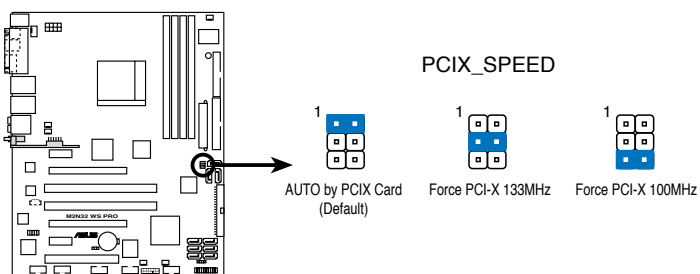 PCIX_SPEED
1 1 1
AUTO by PCIX Card
(Default)
Force PCI-X 133MHz
Force PCI-X 100MHz
M2N32 WS PRO
ASUS